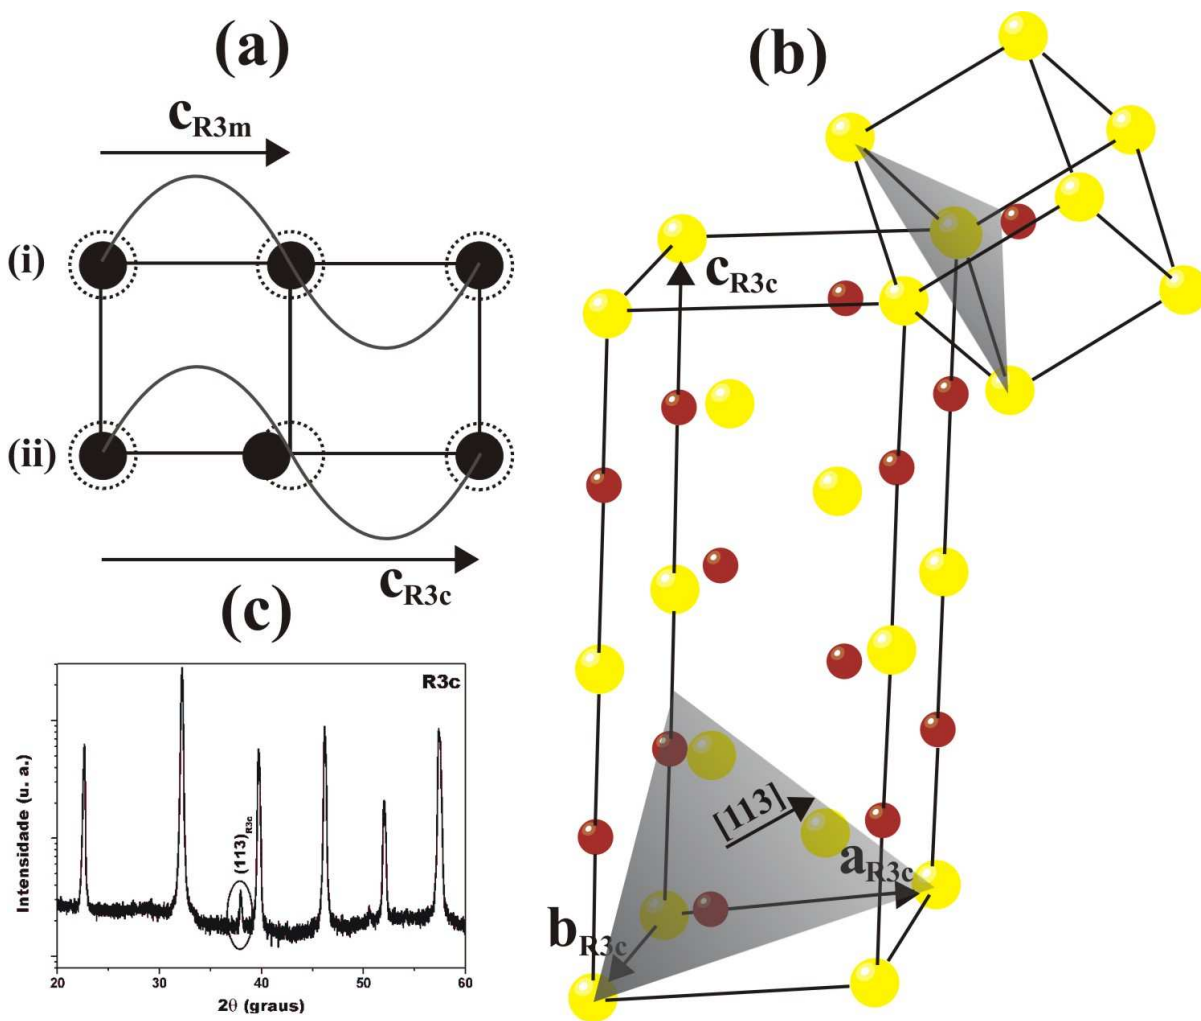 (a)
c_R3m
(i)
(ii)
c_R3c
(b)
c_R3c
[113]
a_R3c
b_R3c
(c)
R3c
Intensidade (u. a.)
(113)_R3c
20 30 40 50 60
2θ (graus)